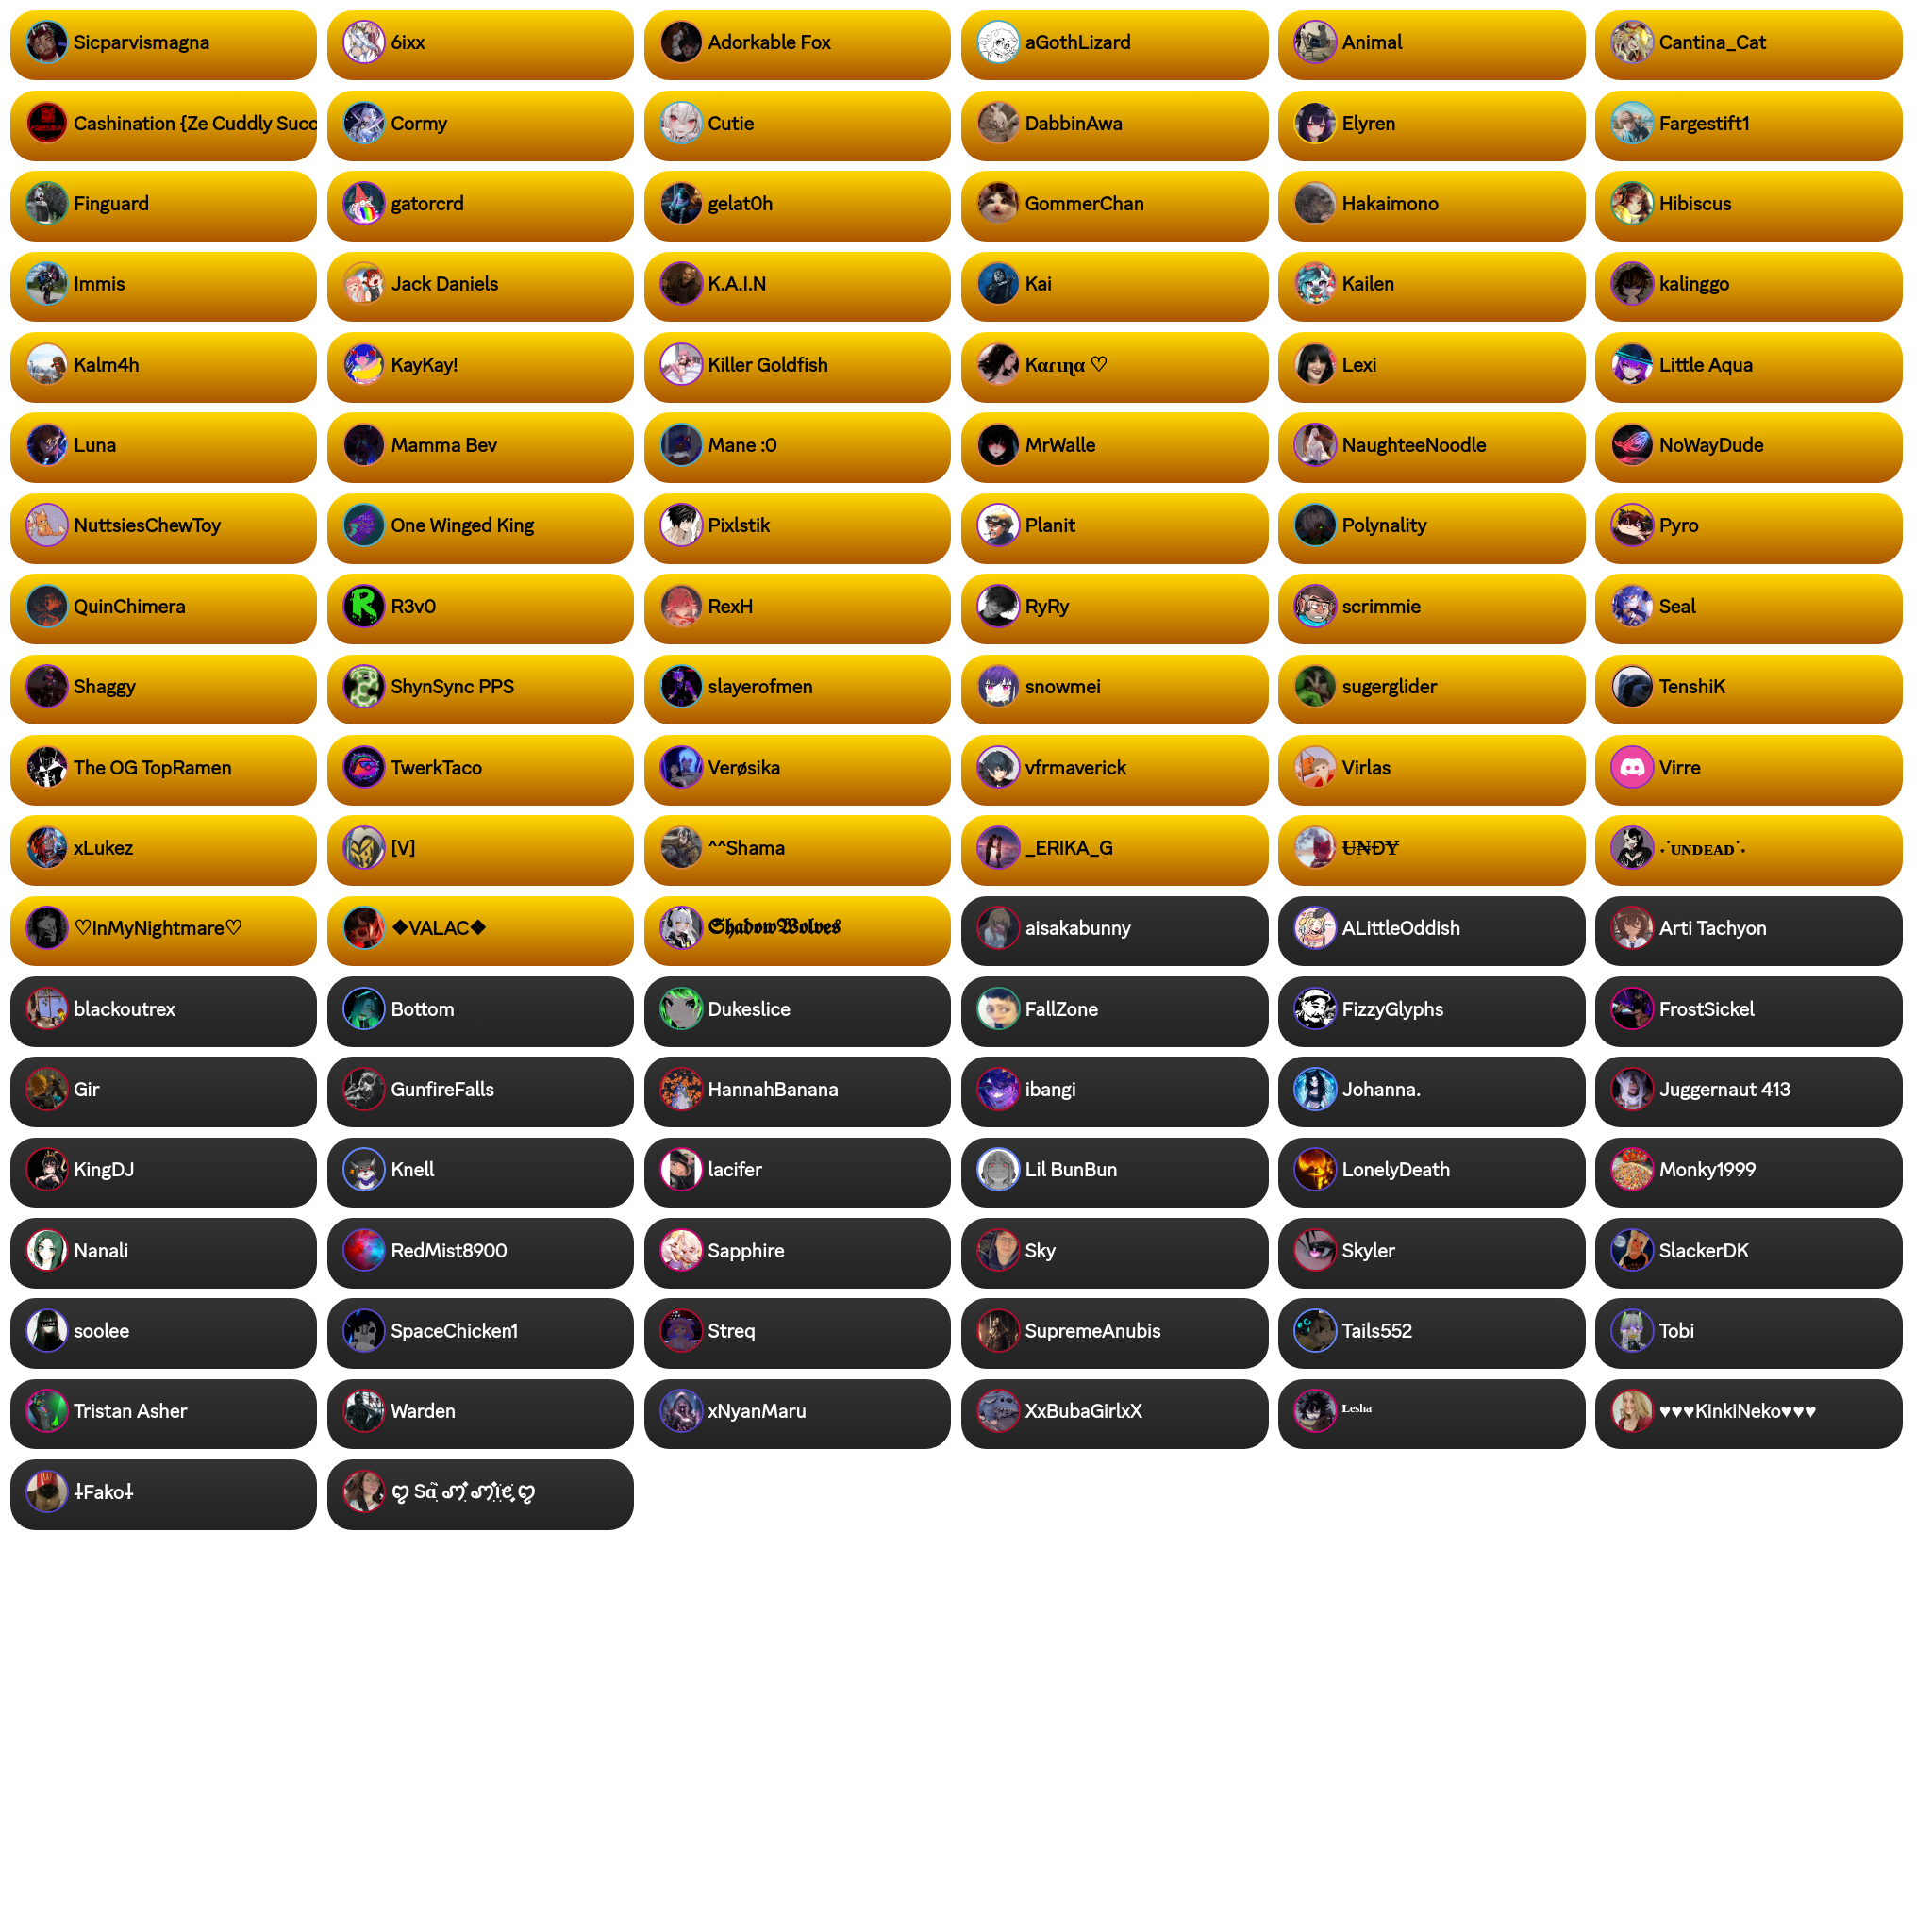 Sicparvismagna
6ixx
Adorkable Fox
aGothLizard
Animal
Cantina_Cat
Cashination {Ze Cuddly Succ
Cormy
Cutie
DabbinAwa
Elyren
Fargestift1
Finguard
gatorcrd
gelat0h
GommerChan
Hakaimono
Hibiscus
Immis
Jack Daniels
K.A.I.N
Kai
Kailen
kalinggo
Kalm4h
KayKay!
Killer Goldfish
Kαɾιɳα ♡
Lexi
Little Aqua
Luna
Mamma Bev
Mane :0
MrWalle
NaughteeNoodle
NoWayDude
NuttsiesChewToy
One Winged King
Pixlstik
Planit
Polynality
Pyro
QuinChimera
R3v0
RexH
RyRy
scrimmie
Seal
Shaggy
ShynSync PPS
slayerofmen
snowmei
sugerglider
TenshiK
The OG TopRamen
TwerkTaco
Verøsika
vfrmaverick
Virlas
Virre
xLukez
[V]
^^Shama
_ERIKA_G
U̶N̶ĐY̶
˖˙ᴜɴᴅᴇᴀᴅ˙˖
♡InMyNightmare♡
❖VALAC❖
𝕾𝖍𝖆𝖉𝖔𝖜𝖂𝖔𝖑𝖛𝖊𝖘
aisakabunny
ALittleOddish
Arti Tachyon
blackoutrex
Bottom
Dukeslice
FallZone
FizzyGlyphs
FrostSickel
Gir
GunfireFalls
HannahBanana
ibangi
Johanna.
Juggernaut 413
KingDJ
Knell
lacifer
Lil BunBun
LonelyDeath
Monky1999
Nanali
RedMist8900
Sapphire
Sky
Skyler
SlackerDK
soolee
SpaceChicken1
Streq
SupremeAnubis
Tails552
Tobi
Tristan Asher
Warden
xNyanMaru
XxBubaGirlxX
ᴸᵉˢʰᵃ
♥♥♥KinkiNeko♥♥♥
⸸Fako⸸